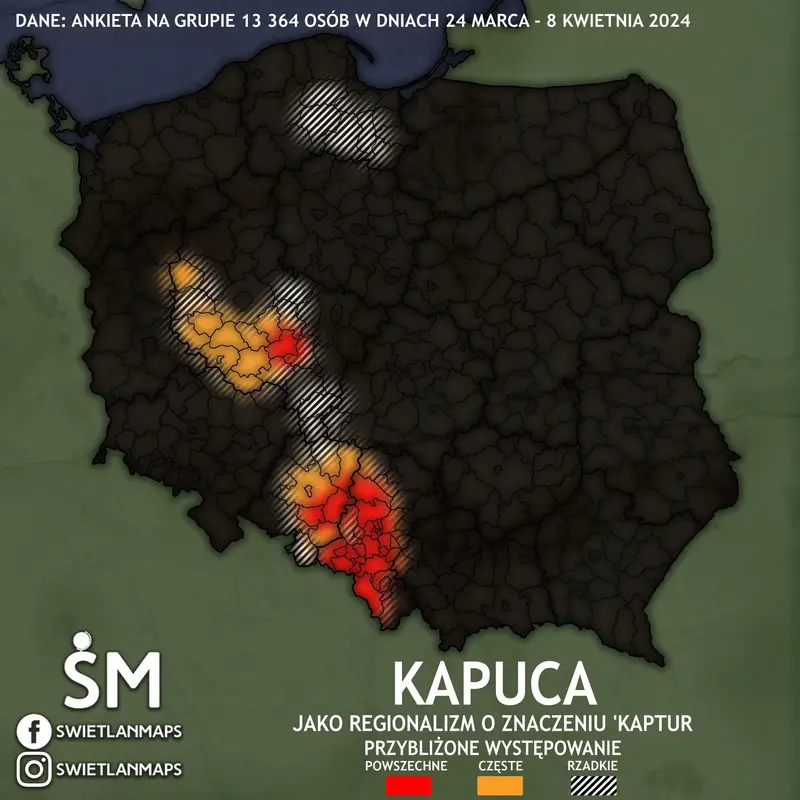 DANE: ANKIETA NA GRUPIE 13 364 OSÓB W DNIACH 24 MARCA - 8 KWIETNIA 2024
ŚM
SWIETLANMAPS
SWIETLANMAPS
KAPUCA
JAKO REGIONALIZM O ZNACZENIU 'KAPTUR
PRZYBLIŻONE WYSTĘPOWANIE
POWSZECHNE CZĘSTE RZADKIE